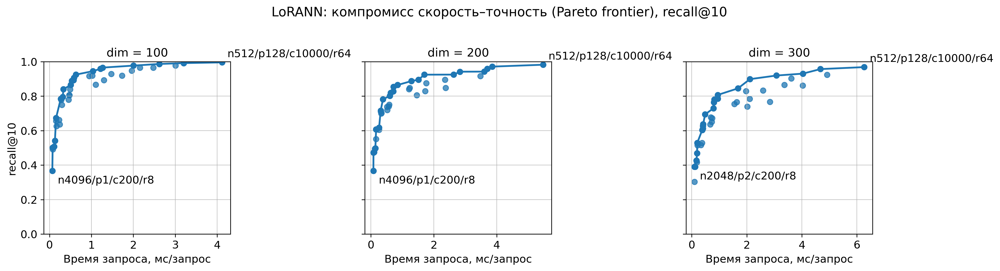 LoRANN: компромисс скорость–точность (Pareto frontier), recall@10
dim = 100
n512/p128/c10000/r64
recall@10
1.0
0.8
0.6
0.4
0.2
0.0
n4096/p1/c200/r8
0 1 2 3 4
Время запроса, мс/запрос
dim = 200
n512/p128/c10000/r64
n4096/p1/c200/r8
0 2 4
Время запроса, мс/запрос
dim = 300
n512/p128/c10000/r64
n2048/p2/c200/r8
0 2 4 6
Время запроса, мс/запрос